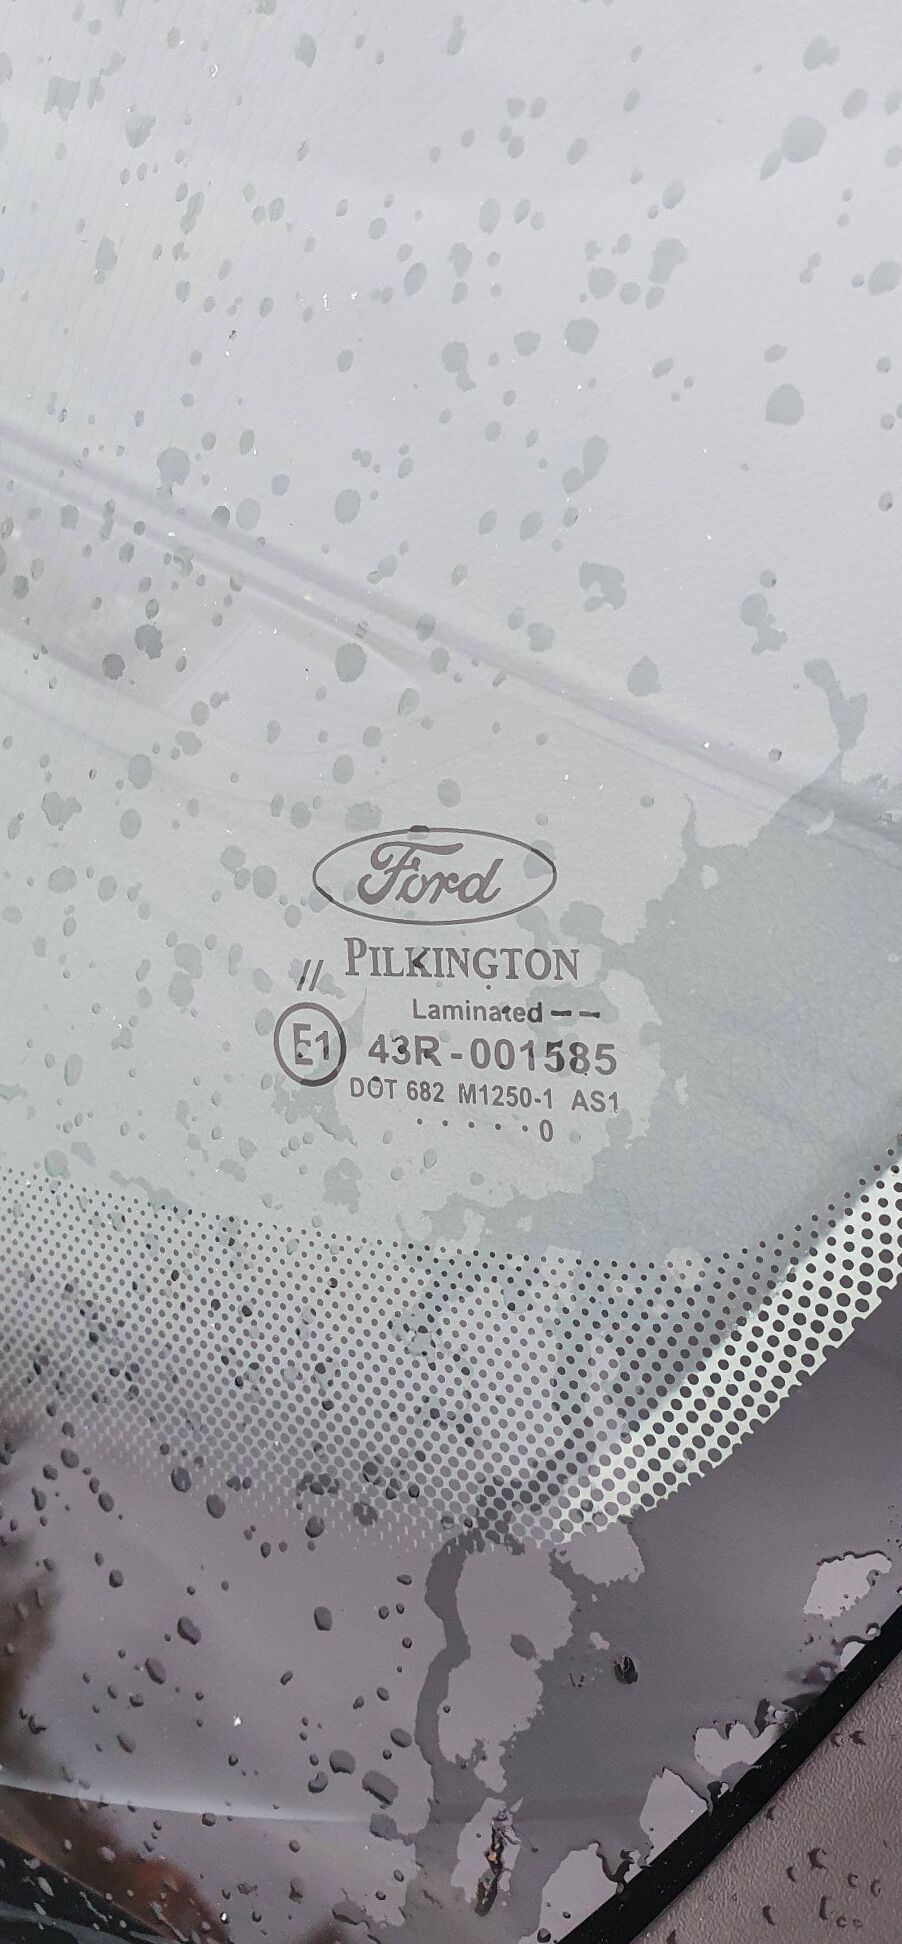 Ford
PILKINGTON
//
Laminated--
E1 43R-001585
DOT 682 M1250-1 AS1
.....0